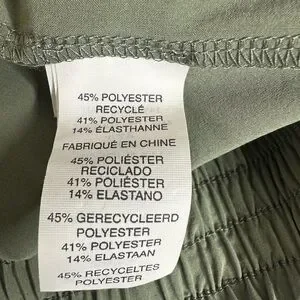 45% POLYESTER
RECYCLÉ
41% POLYESTER
14% ÉLASTHANNE
FABRIQUÉ EN CHINE
45% POLIÉSTER
RECICLADO
41% POLIÉSTER
14% ELASTANO
45% GERECYCLEERD
POLYESTER
41% POLYESTER
14% ELASTAAN
45% RECYCELTES
POLYESTER